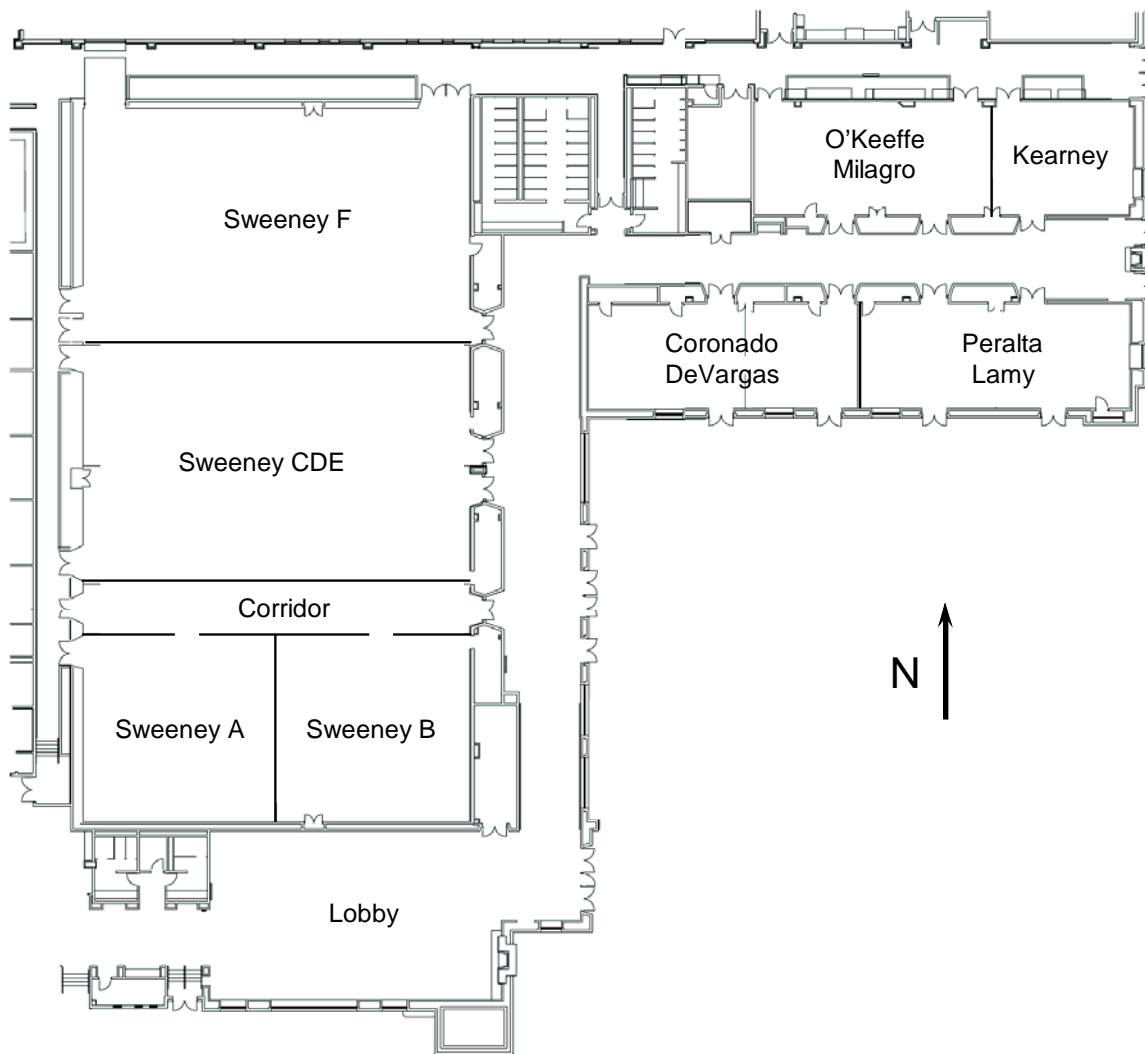 O'Keeffe
Milagro
Kearney
Sweeney F
Coronado
DeVargas
Peralta
Lamy
Sweeney CDE
Corridor
N
Sweeney A
Sweeney B
Lobby